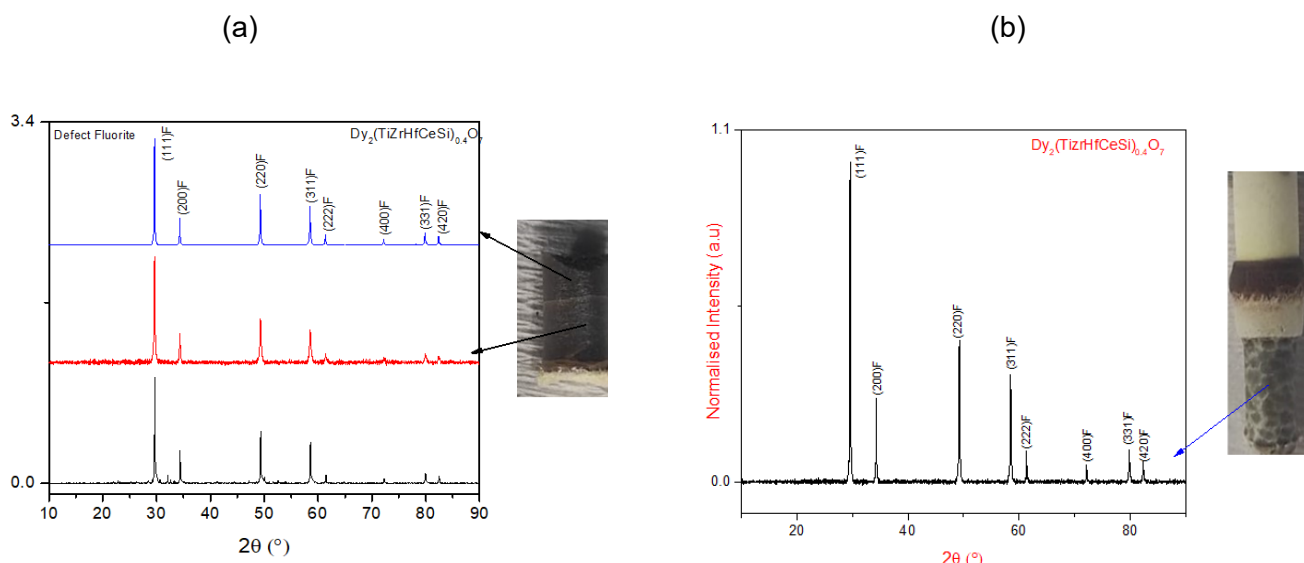 (a)
(b)
3.4
Defect Fluorite
Dy2(TiZrHfCeSi)0.4O7
(111)F
(200)F
(220)F
(311)F
(222)F
(400)F
(331)F
(420)F
0.0
10 20 30 40 50 60 70 80 90
2θ (°)
1.1
Dy2(TizrHfCeSi)0.4O7
Normalised Intensity (a.u)
(111)F
(200)F
(220)F
(311)F
(222)F
(400)F
(331)F
(420)F
0.0
20 40 60 80
2θ (°)